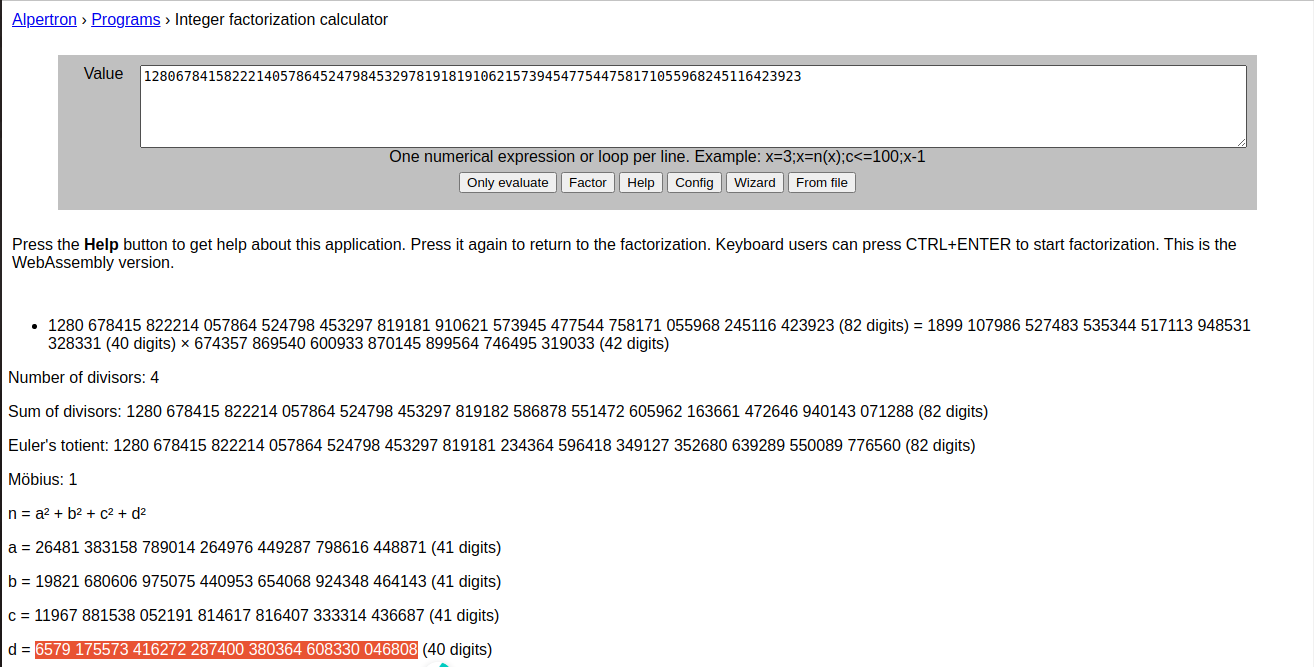 Alpertron › Programs › Integer factorization calculator
Value
1280678415822214057864524798453297819181910621573945477544758171055968245116423923
One numerical expression or loop per line. Example: x=3;x=n(x);c<=100;x-1
Only evaluate Factor Help Config Wizard From file
Press the Help button to get help about this application. Press it again to return to the factorization. Keyboard users can press CTRL+ENTER to start factorization. This is the
WebAssembly version.
• 1280 678415 822214 057864 524798 453297 819181 910621 573945 477544 758171 055968 245116 423923 (82 digits) = 1899 107986 527483 535344 517113 948531
328331 (40 digits) × 674357 869540 600933 870145 899564 746495 319033 (42 digits)
Number of divisors: 4
Sum of divisors: 1280 678415 822214 057864 524798 453297 819182 586878 551472 605962 163661 472646 940143 071288 (82 digits)
Euler's totient: 1280 678415 822214 057864 524798 453297 819181 234364 596418 349127 352680 639289 550089 776560 (82 digits)
Möbius: 1
n = a² + b² + c² + d²
a = 26481 383158 789014 264976 449287 798616 448871 (41 digits)
b = 19821 680606 975075 440953 654068 924348 464143 (41 digits)
c = 11967 881538 052191 814617 816407 333314 436687 (41 digits)
d = 6579 175573 416272 287400 380364 608330 046808 (40 digits)